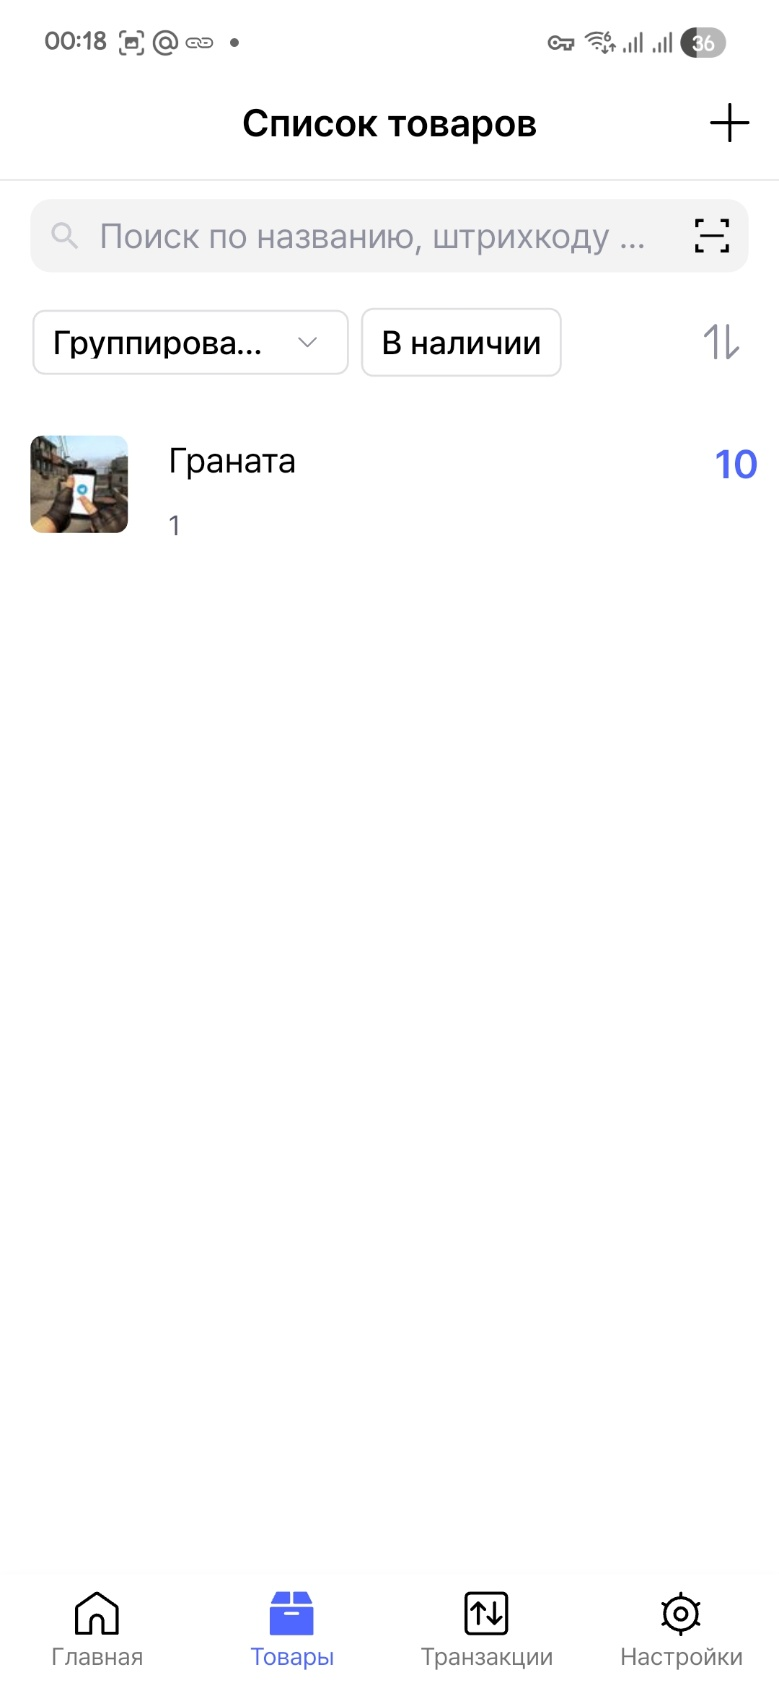 00:18
36
Список товаров
Поиск по названию, штрихкоду ...
Группирова...
В наличии
Граната
10
1
Главная
Товары
Транзакции
Настройки